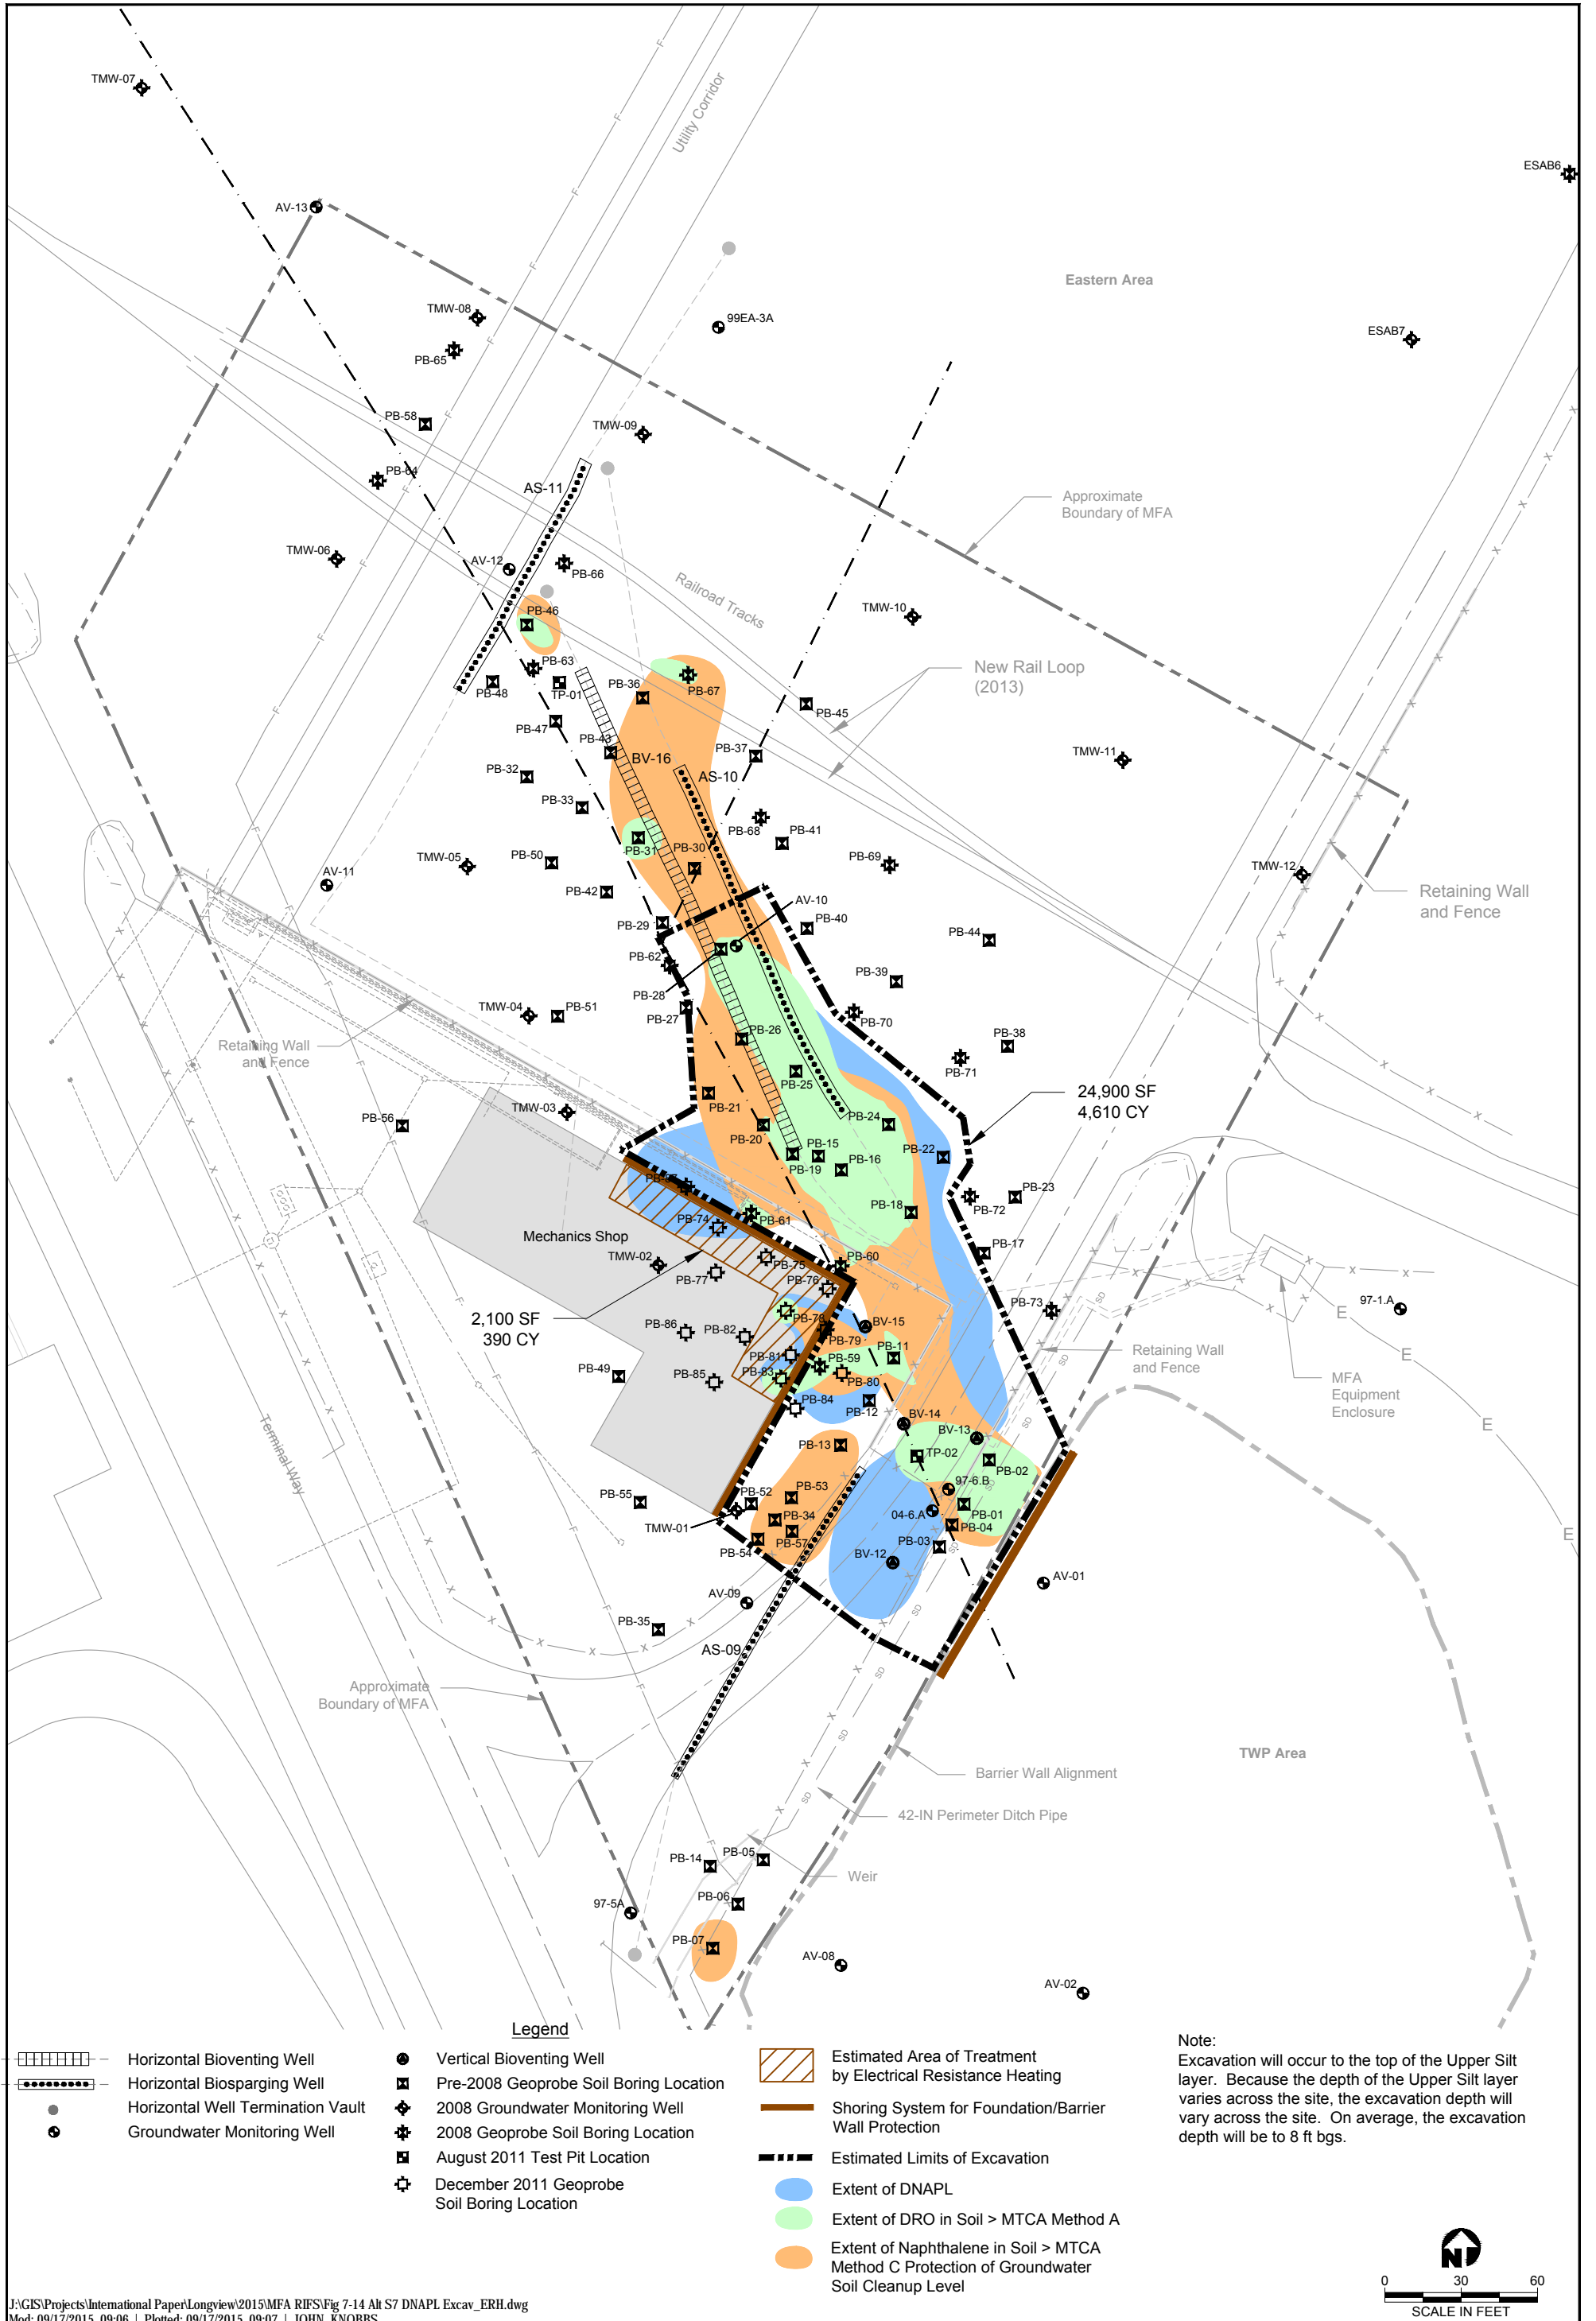 TMW-07
Utility Corridor
ESAB6
AV-13
Eastern Area
TMW-08
99EA-3A
ESAB7
PB-65
PB-58
TMW-09
PB-64
AS-11
Approximate
Boundary of MFA
TMW-06
AV-12
PB-66
Railroad Tracks
TMW-10
PB-46
PB-63
New Rail Loop
(2013)
PB-48
TP-01
PB-36
PB-67
PB-45
PB-47
PB-43
PB-37
TMW-11
BV-16
PB-32
AS-10
PB-33
PB-68
PB-41
PB-31
PB-30
PB-50
TMW-05
PB-69
TMW-12
AV-11
PB-42
AV-10
Retaining Wall
and Fence
PB-29
PB-40
PB-44
PB-62
PB-39
PB-28
PB-27
TMW-04
PB-51
PB-70
PB-26
PB-38
Retaining Wall
and Fence
PB-71
PB-25
24,900 SF
4,610 CY
PB-21
TMW-03
PB-56
PB-24
PB-20
PB-15
PB-22
PB-19
PB-16
PB-87
PB-23
PB-18
PB-72
PB-74
PB-61
Mechanics Shop
PB-17
TMW-02
PB-60
PB-75
PB-77
PB-76
PB-73
97-1.A
2,100 SF
390 CY
PB-78
BV-15
PB-86
PB-82
PB-79
PB-11
Retaining Wall
and Fence
PB-81
PB-59
PB-49
PB-85
PB-83
PB-80
MFA
Equipment
Enclosure
PB-84
PB-12
BV-14
BV-13
Terminal Way
PB-13
TP-02
PB-02
97-6.B
PB-55
PB-52
PB-53
PB-01
04-6.A
TMW-01
PB-34
PB-04
PB-57
PB-54
PB-03
BV-12
AV-01
AV-09
PB-35
AS-09
Approximate
Boundary of MFA
TWP Area
Barrier Wall Alignment
42-IN Perimeter Ditch Pipe
PB-14
PB-05
Weir
PB-06
97-5A
PB-07
AV-08
AV-02
Legend
Horizontal Bioventing Well
Horizontal Biosparging Well
Horizontal Well Termination Vault
Groundwater Monitoring Well
Vertical Bioventing Well
Pre-2008 Geoprobe Soil Boring Location
2008 Groundwater Monitoring Well
2008 Geoprobe Soil Boring Location
August 2011 Test Pit Location
December 2011 Geoprobe
Soil Boring Location
Estimated Area of Treatment
by Electrical Resistance Heating
Shoring System for Foundation/Barrier
Wall Protection
Estimated Limits of Excavation
Extent of DNAPL
Extent of DRO in Soil > MTCA Method A
Extent of Naphthalene in Soil > MTCA
Method C Protection of Groundwater
Soil Cleanup Level
Note:
Excavation will occur to the top of the Upper Silt
layer. Because the depth of the Upper Silt layer
varies across the site, the excavation depth will
vary across the site. On average, the excavation
depth will be to 8 ft bgs.
N
0 30 60
SCALE IN FEET
J:\GIS\Projects\International Paper\Longview\2015\MFA RIFS\Fig 7-14 Alt S7 DNAPL Excav_ERH.dwg
Mod: 09/17/2015, 09:06 | Plotted: 09/17/2015, 09:07 | JOHN_KNOBBS